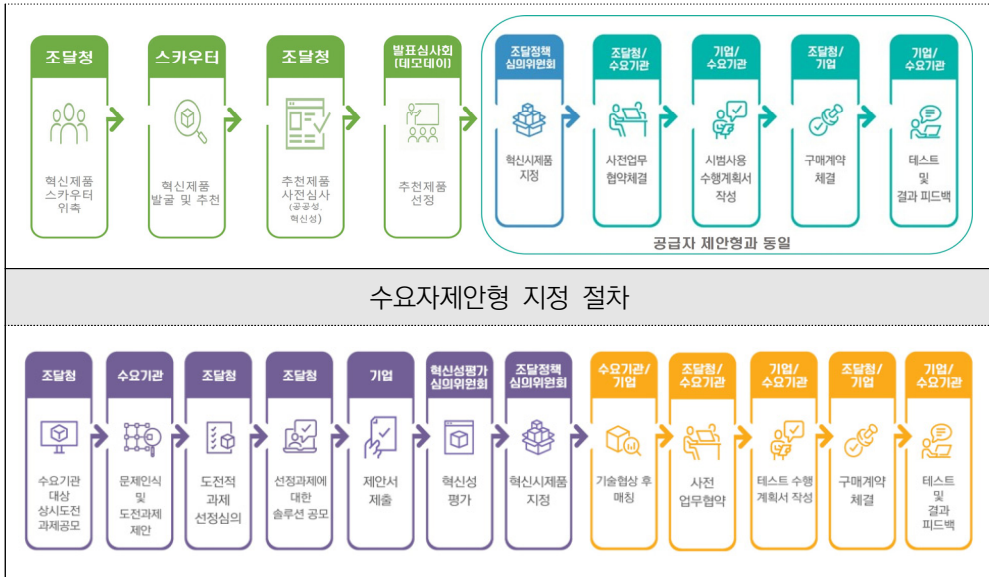 조달청
혁신제품
스카우터
위촉
스카우터
혁신제품
발굴 및 추천
조달청
추천제품
사전심사
(공공성,
혁신성)
발표심사회
(데모데이)
추천제품
선정
조달정책
심의위원회
혁신시제품
지정
조달청/
수요기관
사전업무
협약체결
기업/
수요기관
시범사용
수행계획서
작성
조달청/
기업
구매계약
체결
기업/
수요기관
테스트
및
결과 피드백
공급자 제안형과 동일
수요자제안형 지정 절차
조달청
수요기관
대상
상시도전
과제공모
수요기관
문제인식
및
도전과제
제안
조달청
도전적
과제
선정심의
조달청
선정과제에
대한
솔루션 공모
기업
제안서
제출
혁신성평가
심의위원회
혁신성
평가
조달정책
심의위원회
혁신시제품
지정
수요기관/
기업
기술협상 후
매칭
조달청/
수요기관
사전
업무협약
기업/
수요기관
테스트 수행
계획서 작성
조달청/
기업
구매계약
체결
기업/
수요기관
테스트
및
결과
피드백